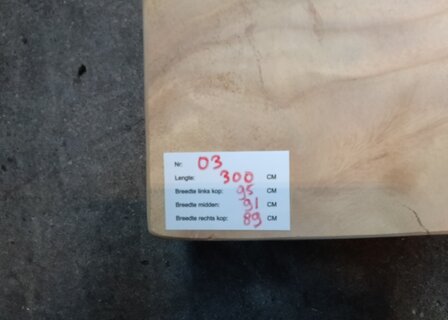 Nr: 03
Lengte: 300 CM
Breedte links kop: 95 CM
Breedte midden: 91 CM
Breedte rechts kop: 89 CM